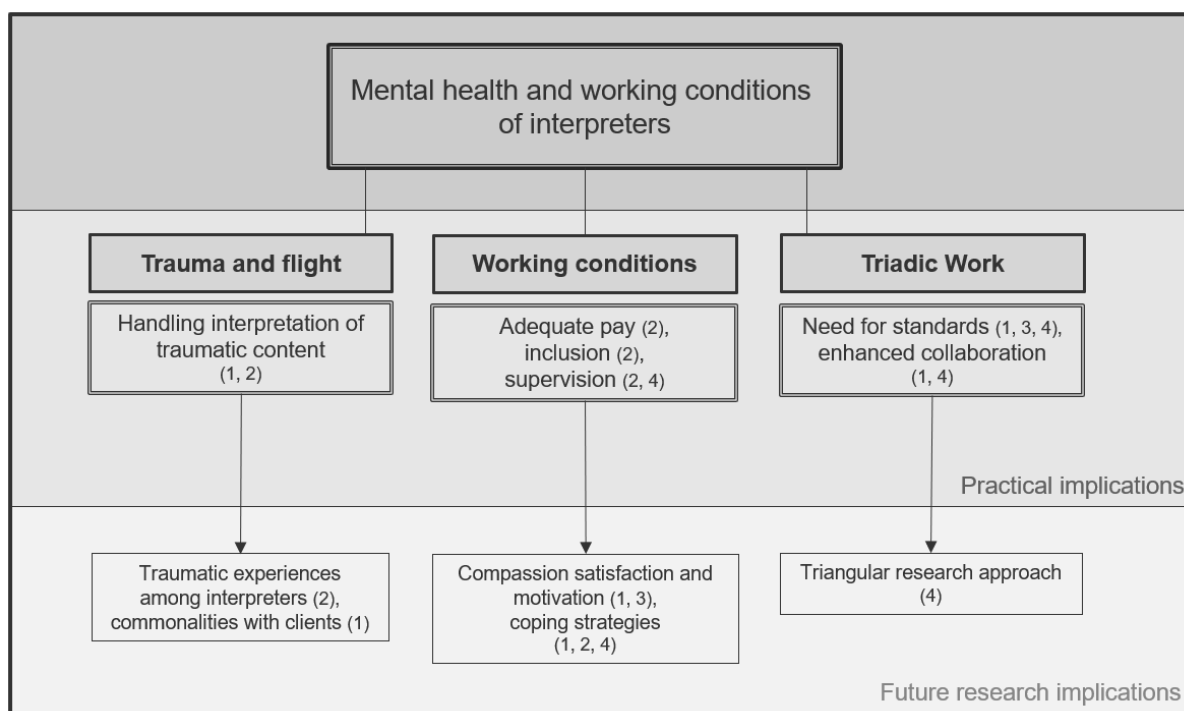 Mental health and working conditions
of interpreters
Trauma and flight
Handling interpretation of
traumatic content
(1, 2)
Working conditions
Adequate pay (2),
inclusion (2),
supervision (2, 4)
Triadic Work
Need for standards (1, 3, 4),
enhanced collaboration
(1, 4)
Practical implications
Traumatic experiences
among interpreters (2),
commonalities with clients (1)
Compassion satisfaction and
motivation (1, 3),
coping strategies
(1, 2, 4)
Triangular research approach
(4)
Future research implications